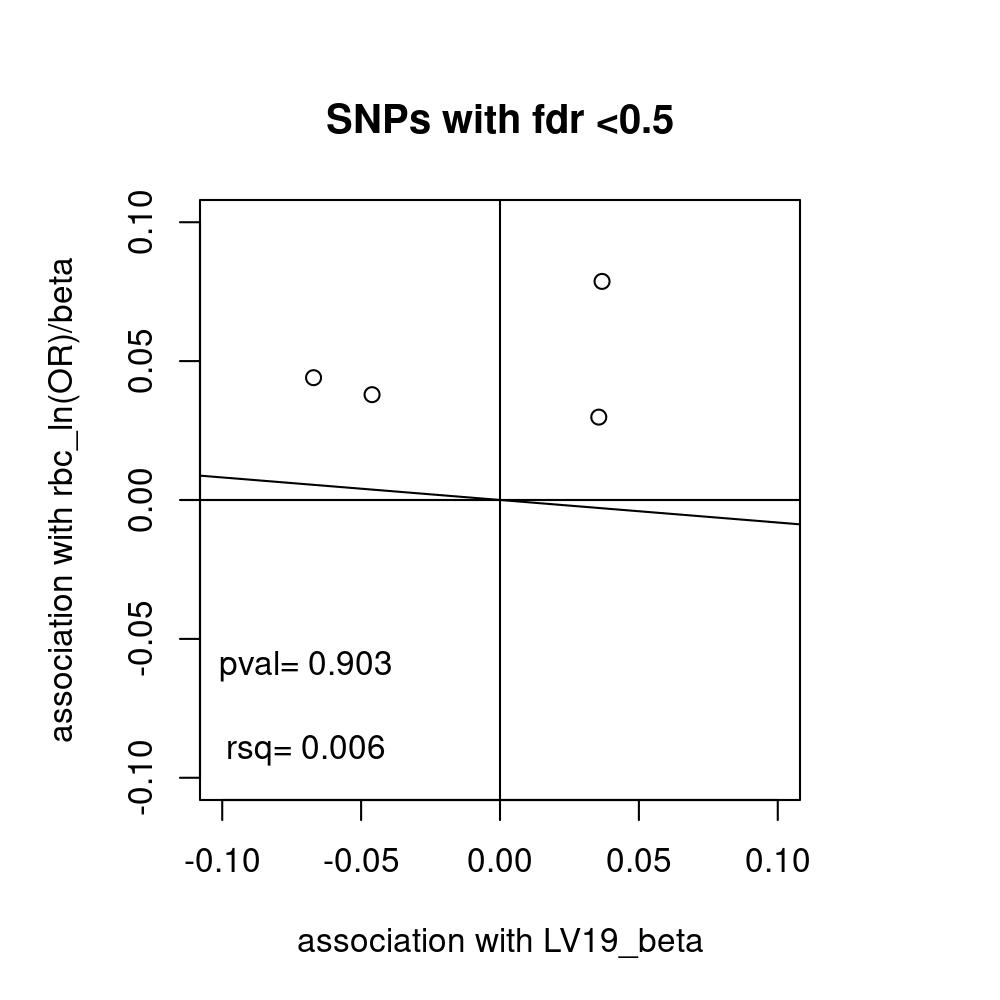 SNPs with fdr <0.5
association with rbc_ln(OR)/beta
0.10
0.05
0.00
-0.05
-0.10
pval= 0.903
rsq= 0.006
-0.10 -0.05 0.00 0.05 0.10
association with LV19_beta